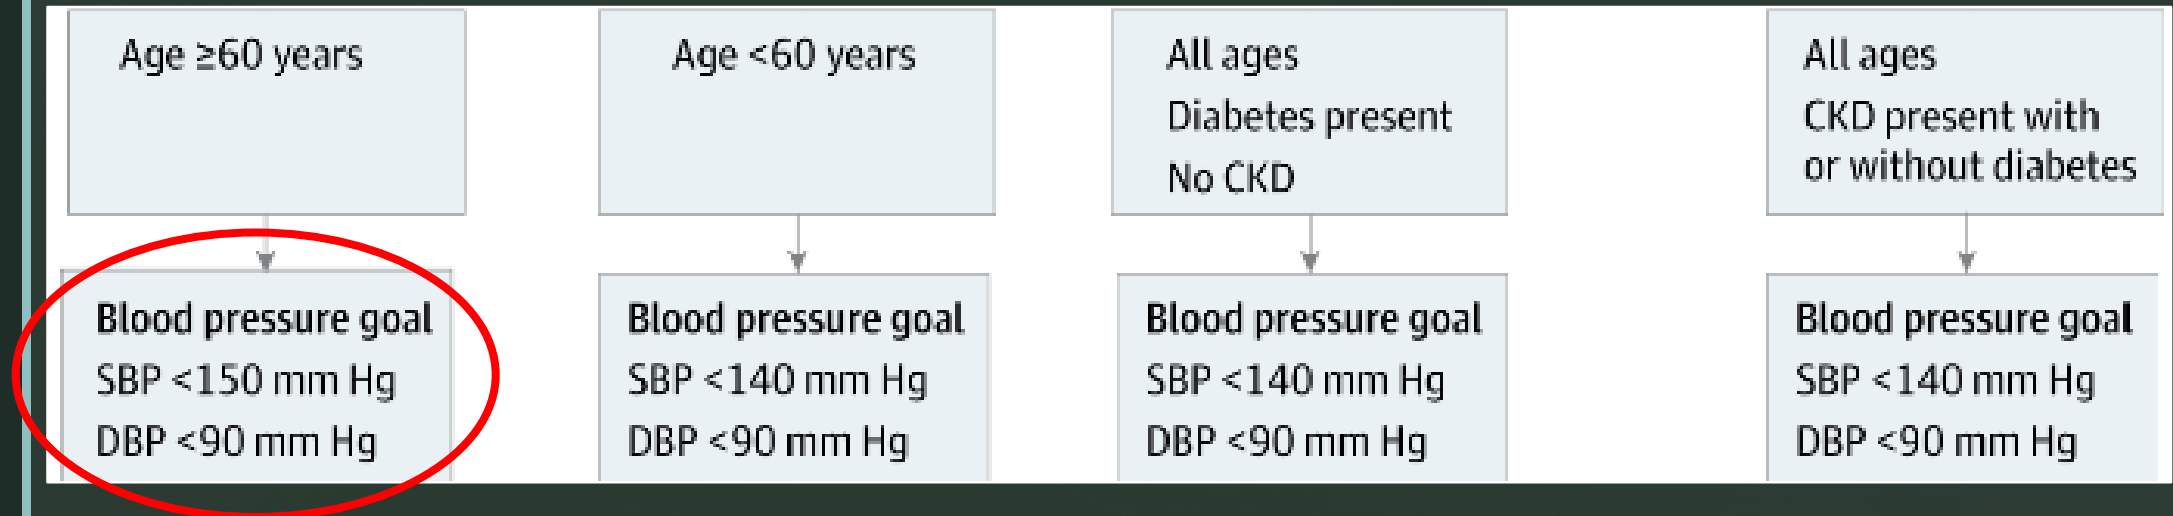 Age ≥60 years
Age <60 years
All ages
Diabetes present
No CKD
All ages
CKD present with
or without diabetes
Blood pressure goal
SBP <150 mm Hg
DBP <90 mm Hg
Blood pressure goal
SBP <140 mm Hg
DBP <90 mm Hg
Blood pressure goal
SBP <140 mm Hg
DBP <90 mm Hg
Blood pressure goal
SBP <140 mm Hg
DBP <90 mm Hg